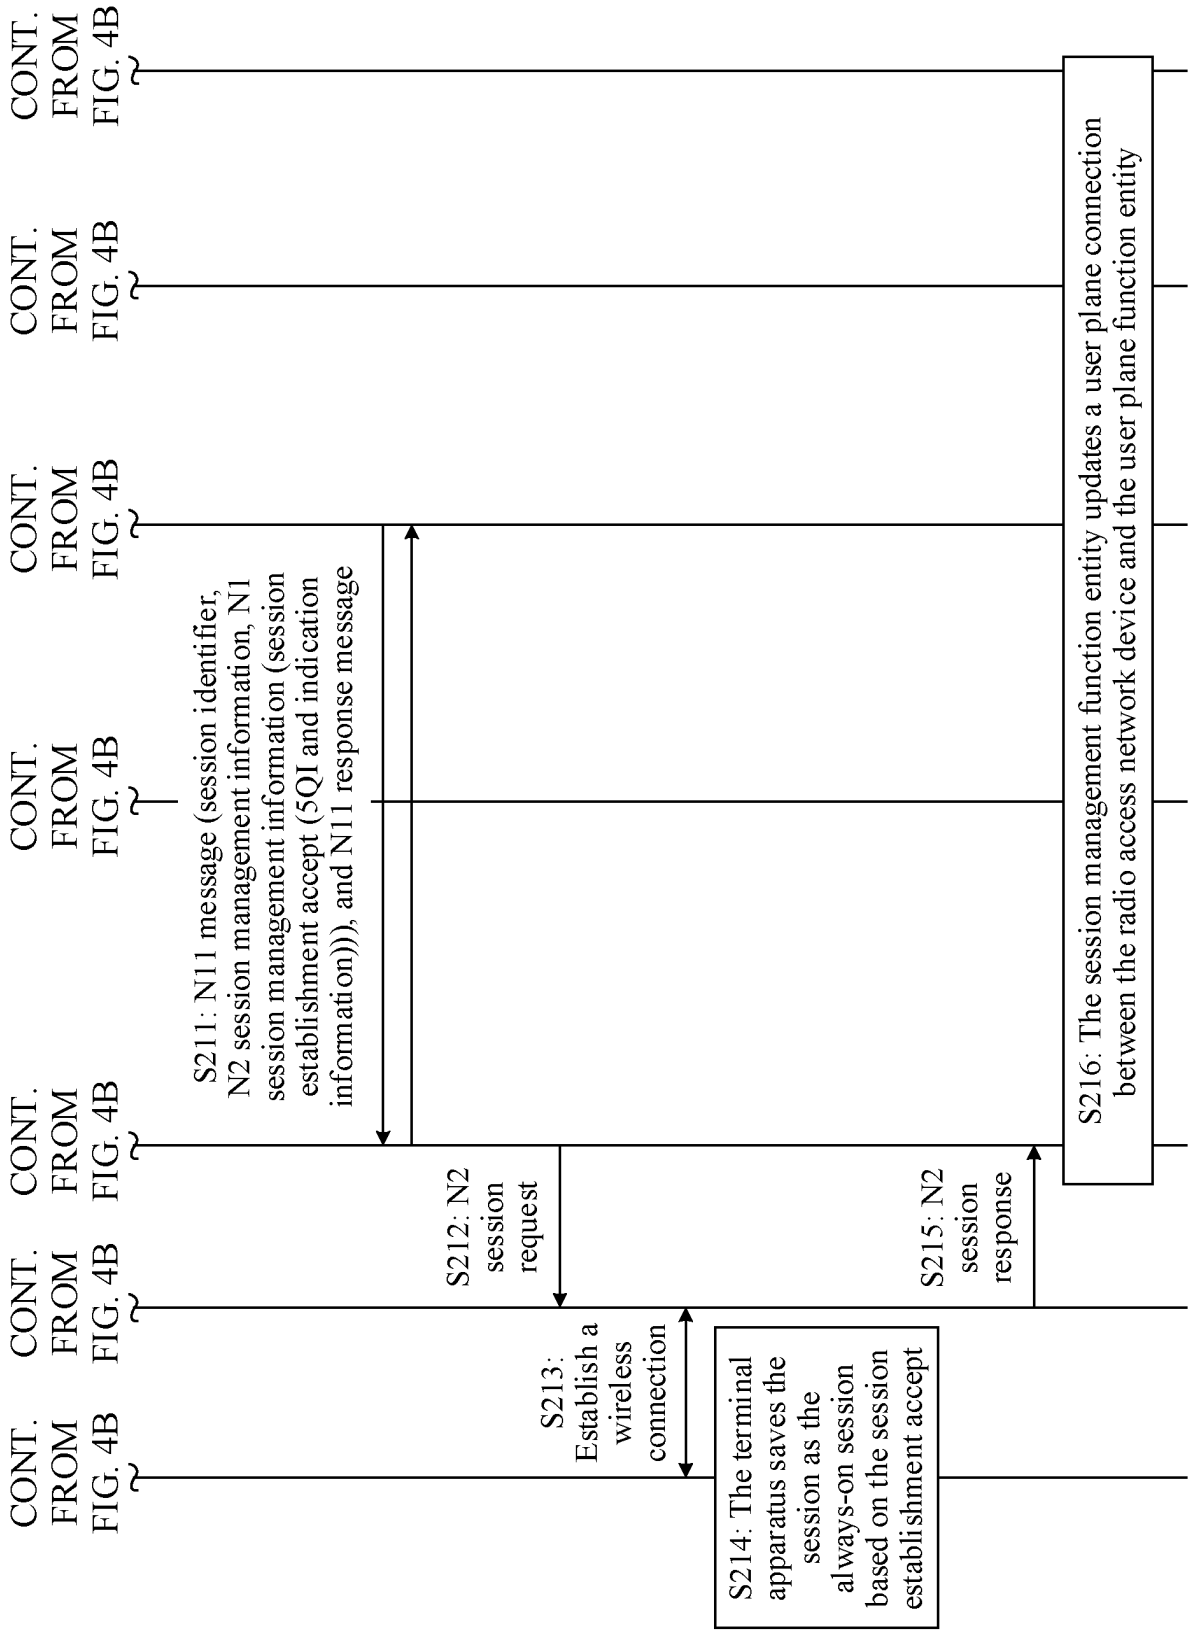 CONT.
FROM
FIG. 4B
CONT.
FROM
FIG. 4B
CONT.
FROM
FIG. 4B
CONT.
FROM
FIG. 4B
CONT.
FROM
FIG. 4B
CONT.
FROM
FIG. 4B
CONT.
FROM
FIG. 4B
S211: N11 message (session identifier,
N2 session management information, N1
session management information (session
establishment accept (5QI and indication
information))), and N11 response message
S212: N2
session
request
S213:
Establish a
wireless
connection
S214: The terminal
apparatus saves the
session as the
always-on session
based on the session
establishment accept
S215: N2
session
response
S216: The session management function entity updates a user plane connection
between the radio access network device and the user plane function entity